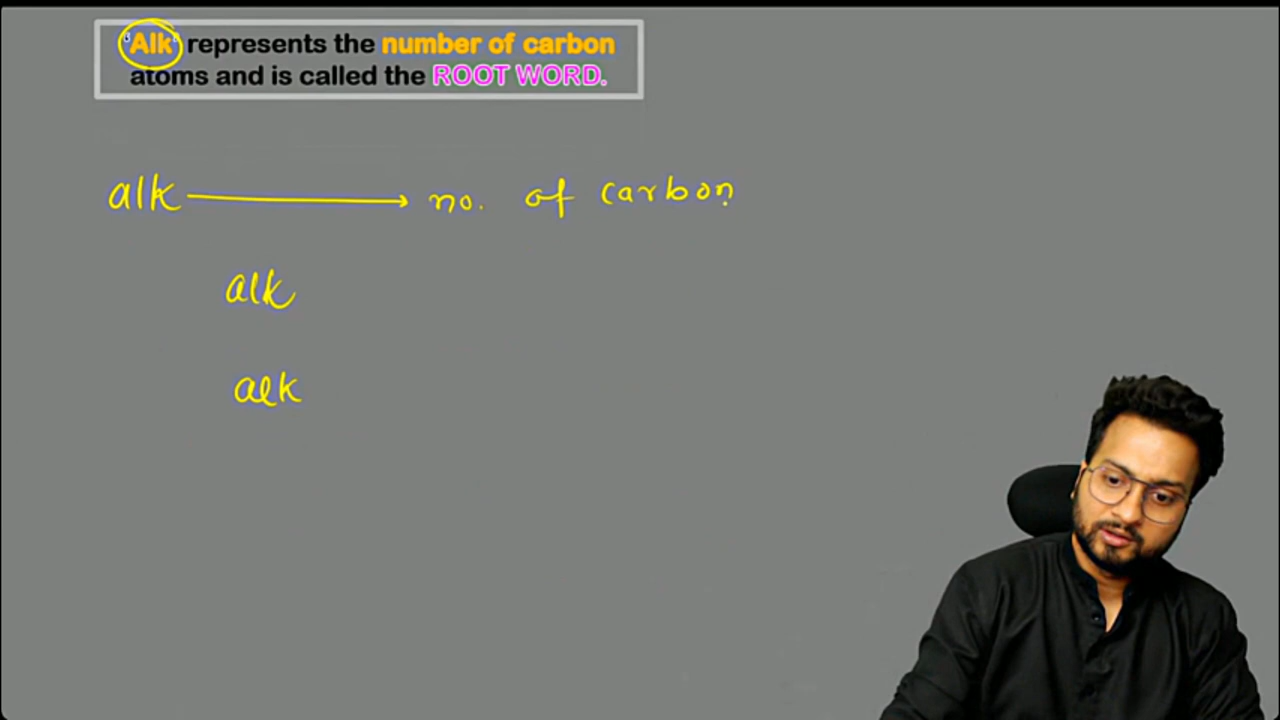 'Alk' represents the number of carbon
atoms and is called the ROOT WORD.
alk → no. of carbon
alk
alk